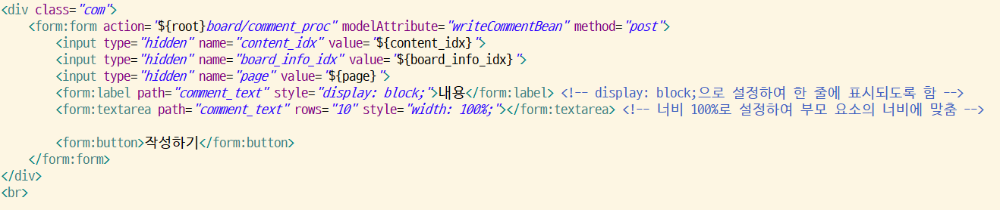 <div class="com">
    <form:form action="${root}board/comment_proc" modelAttribute="writeCommentBean" method="post">
        <input type="hidden" name="content_idx" value="${content_idx}">
        <input type="hidden" name="board_info_idx" value="${board_info_idx}">
        <input type="hidden" name="page" value="${page}">
        <form:label path="comment_text" style="display: block;">내용</form:label> <!-- display: block;으로 설정하여 한 줄에 표시되도록 함 -->
        <form:textarea path="comment_text" rows="10" style="width: 100%;"></form:textarea> <!-- 너비 100%로 설정하여 부모 요소의 너비에 맞춤 -->
        <form:button>작성하기</form:button>
    </form:form>
</div>
<br>